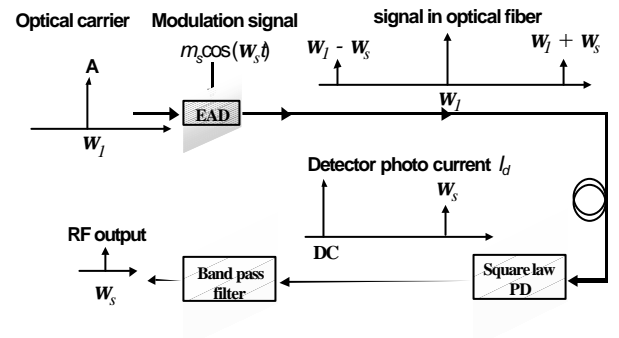 Optical carrier
Modulation signal
signal in optical fiber
m_s cos(W_s t)
W_1 - W_s
W_1 + W_s
A
EAD
W_1
W_1
Detector photo current I_d
W_s
RF output
DC
Band pass
filter
Square law
PD
W_s